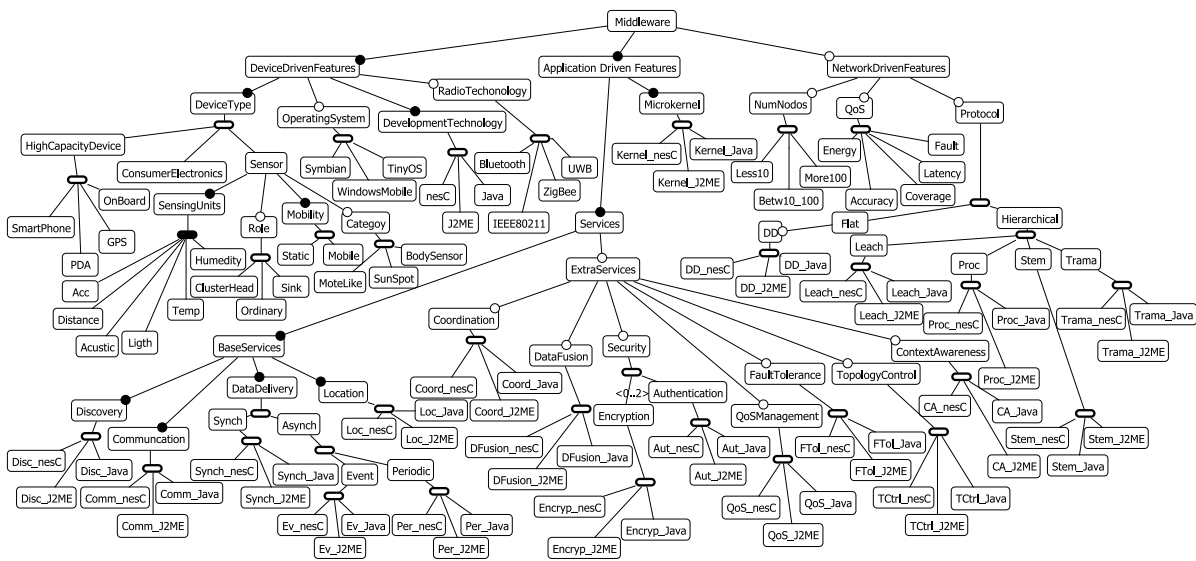 Middleware
DeviceDrivenFeatures
Application Driven Features
NetworkDrivenFeatures
RadioTechonology
DeviceType
OperatingSystem
DevelopmentTechnology
Microkernel
NumNodos
QoS
Protocol
HighCapacityDevice
ConsumerElectronics
Sensor
Symbian
TinyOS
WindowsMobile
nesC
Java
J2ME
Bluetooth
UWB
ZigBee
IEEE80211
Kernel_nesC
Kernel_Java
Kernel_J2ME
Less10
More100
Betw10_100
Energy
Fault
Latency
Coverage
Accuracy
OnBoard
SmartPhone
GPS
PDA
SensingUnits
Role
Mobility
Categoy
Services
Flat
Hierarchical
Humedity
Acc
Distance
Acustic
Ligth
Temp
ClusterHead
Sink
Ordinary
Static
Mobile
MoteLike
BodySensor
SunSpot
ExtraServices
DD
DD_nesC
DD_Java
DD_J2ME
Leach
Leach_nesC
Leach_Java
Leach_J2ME
Proc
Stem
Trama
Proc_nesC
Proc_Java
Proc_J2ME
Trama_nesC
Trama_Java
Trama_J2ME
BaseServices
Coordination
DataFusion
Security
FaultTolerance
TopologyControl
ContextAwareness
Coord_nesC
Coord_Java
Coord_J2ME
<0..2>
Authentication
Encryption
QoSManagement
CA_nesC
CA_Java
CA_J2ME
Stem_nesC
Stem_J2ME
Stem_Java
Discovery
Communcation
DataDelivery
Location
Disc_nesC
Disc_Java
Disc_J2ME
Comm_nesC
Comm_Java
Comm_J2ME
Synch
Asynch
Synch_nesC
Synch_Java
Synch_J2ME
Loc_nesC
Loc_Java
Loc_J2ME
Event
Periodic
Ev_nesC
Ev_Java
Ev_J2ME
Per_nesC
Per_Java
Per_J2ME
DFusion_nesC
DFusion_Java
DFusion_J2ME
Aut_nesC
Aut_Java
Aut_J2ME
Encryp_nesC
Encryp_Java
Encryp_J2ME
FTol_nesC
FTol_Java
FTol_J2ME
QoS_nesC
QoS_Java
QoS_J2ME
TCtrl_nesC
TCtrl_Java
TCtrl_J2ME